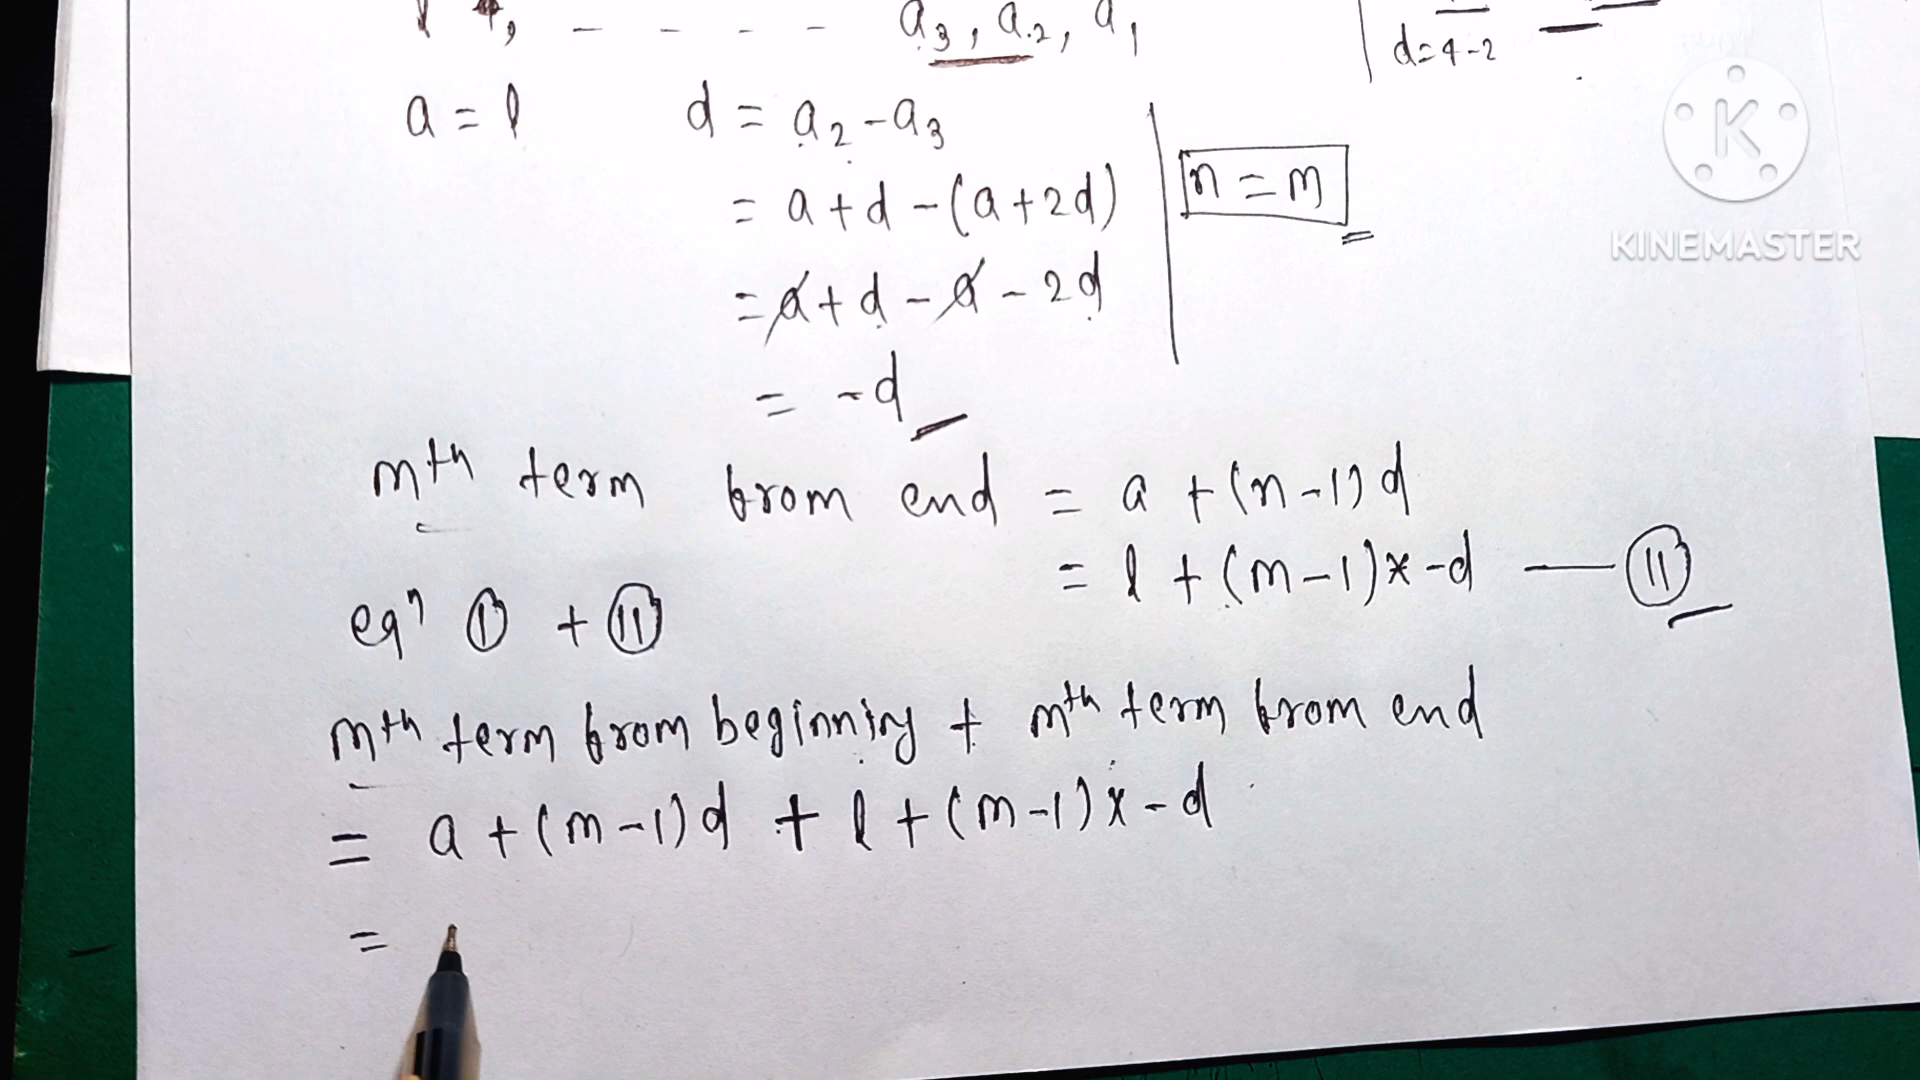 a₃, a₂, a₁
d=4-2
a = l d = a₂ - a₃
= a + d - (a + 2d)
n = m
= a + d - a - 2d
= -d
K
KINEMASTER
mth term from end = a + (n-1)d
= l + (m-1)x-d — (II)
eqn (I) + (II)
mth term from beginning + mth term from end
= a + (m-1)d + l + (m-1)x-d
=